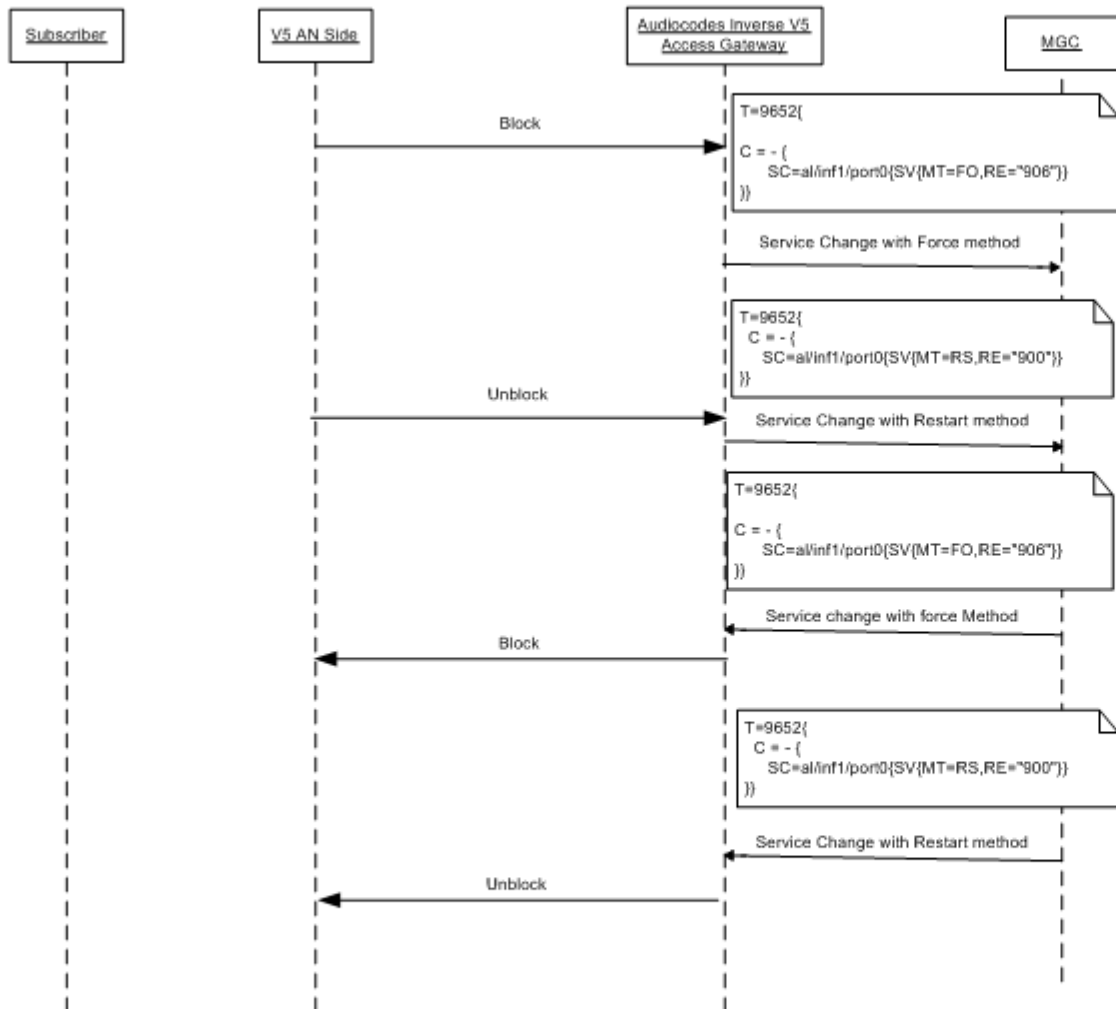 Subscriber
V5 AN Side
Audiocodes Inverse V5
Access Gateway
MGC
T=9652{
C = - {
SC=al/inf1/port0{SV{MT=FO,RE="906"}}
}}
Block
Service Change with Force method
T=9652{
C = - {
SC=al/inf1/port0{SV{MT=RS,RE="900"}}
}}
Unblock
Service Change with Restart method
T=9652{
C = - {
SC=al/inf1/port0{SV{MT=FO,RE="906"}}
}}
Service change with force Method
Block
T=9652{
C = - {
SC=al/inf1/port0{SV{MT=RS,RE="900"}}
}}
Service Change with Restart method
Unblock